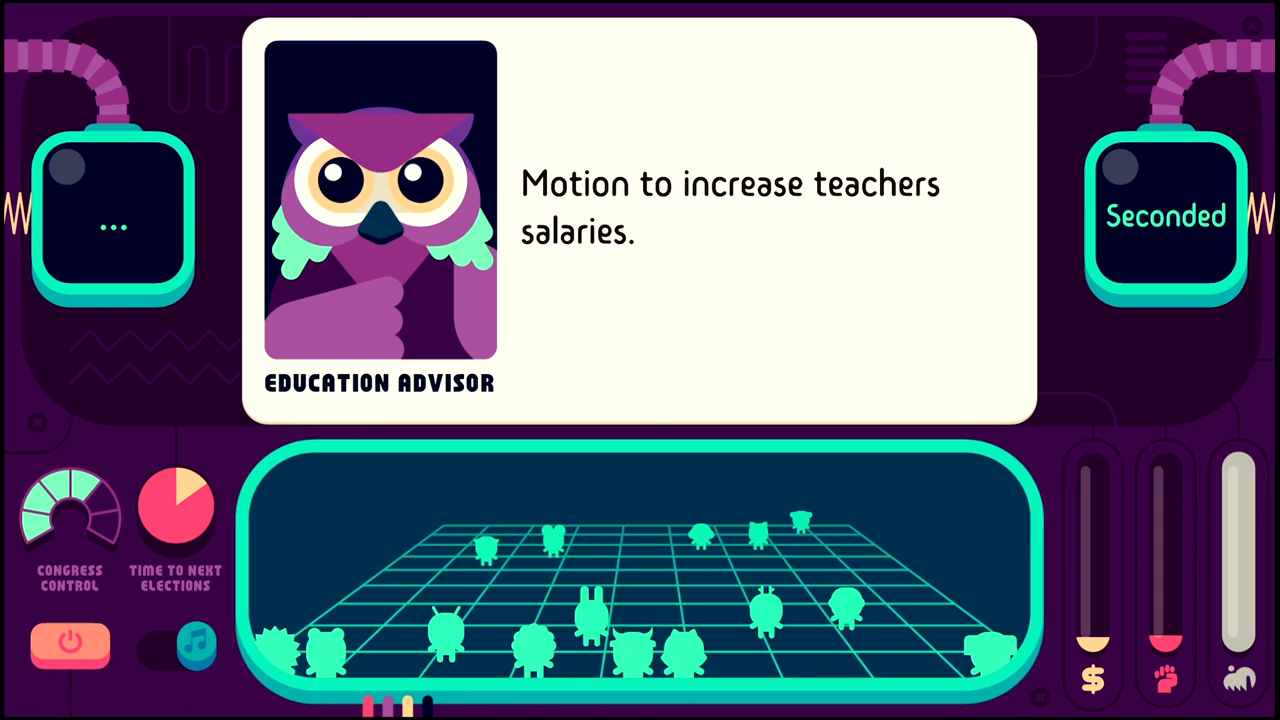 ...
Motion to increase teachers
salaries.
Seconded
EDUCATION ADVISOR
CONGRESS
CONTROL
TIME TO NEXT
ELECTIONS
$